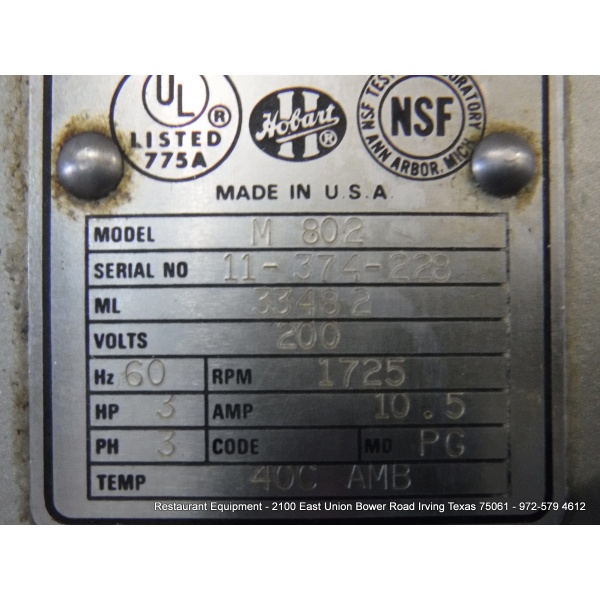 UL ®
LISTED
775A
Hobart
H ®
NSF TESTING LABORATORY
NSF
ANN ARBOR, MICH.
MADE IN U.S.A.
MODEL M 802
SERIAL NO 11-374-228
ML 33482
VOLTS 200
Hz 60 RPM 1725
HP 3 AMP 10.5
PH 3 CODE MO PG
TEMP 40C AMB
Restaurant Equipment - 2100 East Union Bower Road Irving Texas 75061 - 972-579 4612